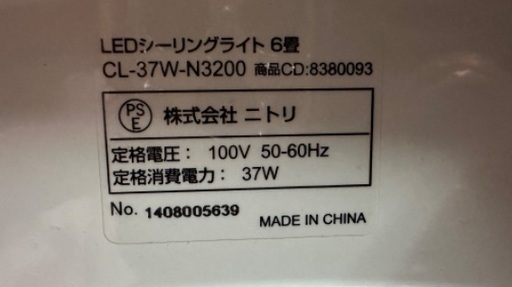 LEDシーリングライト 6畳
CL-37W-N3200 商品CD:8380093
PS E 株式会社 ニトリ
定格電圧： 100V 50-60Hz
定格消費電力： 37W
No. 1408005639
MADE IN CHINA